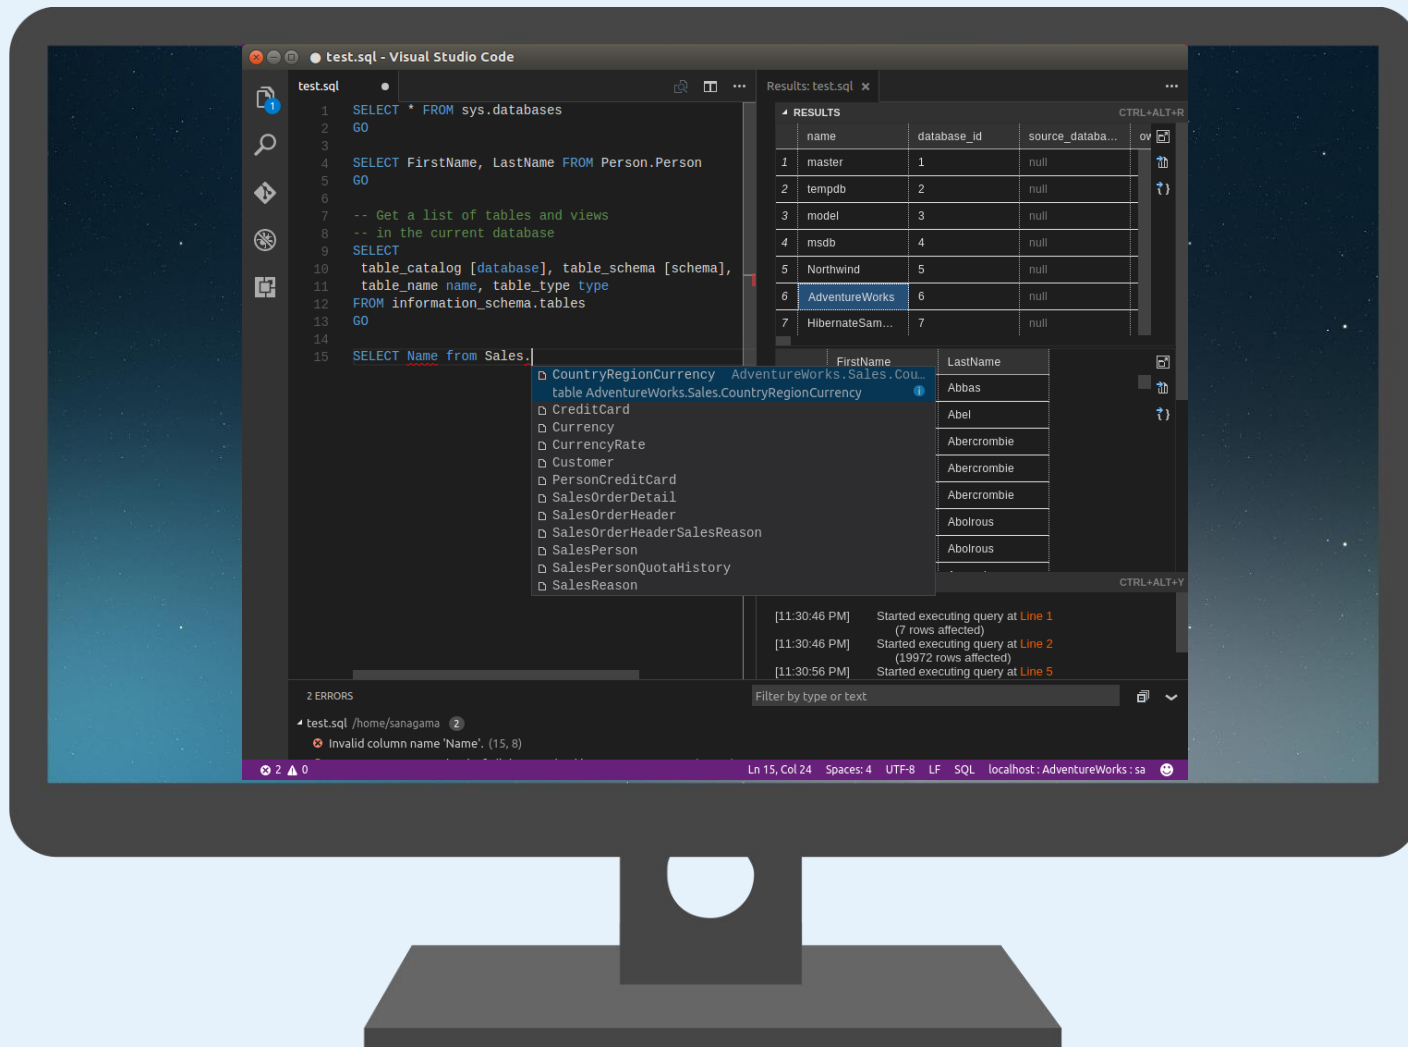 test.sql - Visual Studio Code
test.sql
1 SELECT * FROM sys.databases
2 GO
3
4 SELECT FirstName, LastName FROM Person.Person
5 GO
6
7 -- Get a list of tables and views
8 -- in the current database
9 SELECT
10 table_catalog [database], table_schema [schema],
11 table_name name, table_type type
12 FROM information_schema.tables
13 GO
14
15 SELECT Name from Sales.
CountryRegionCurrency AdventureWorks.Sales.Cou...
table AdventureWorks.Sales.CountryRegionCurrency
CreditCard
Currency
CurrencyRate
Customer
PersonCreditCard
SalesOrderDetail
SalesOrderHeader
SalesOrderHeaderSalesReason
SalesPerson
SalesPersonQuotaHistory
SalesReason
1
Results: test.sql
RESULTS CTRL+ALT+R
name database_id source_databa... ow
1 master 1 null
2 tempdb 2 null
3 model 3 null
4 msdb 4 null
5 Northwind 5 null
6 AdventureWorks 6 null
7 HibernateSam... 7 null
FirstName LastName
Abbas
Abel
Abercrombie
Abercrombie
Abercrombie
Abolrous
Abolrous
CTRL+ALT+Y
[11:30:46 PM] Started executing query at Line 1
(7 rows affected)
[11:30:46 PM] Started executing query at Line 2
(19972 rows affected)
[11:30:56 PM] Started executing query at Line 5
2 ERRORS Filter by type or text
test.sql /home/sanagama 2
Invalid column name 'Name'. (15, 8)
2 0 Ln 15, Col 24 Spaces: 4 UTF-8 LF SQL localhost : AdventureWorks : sa